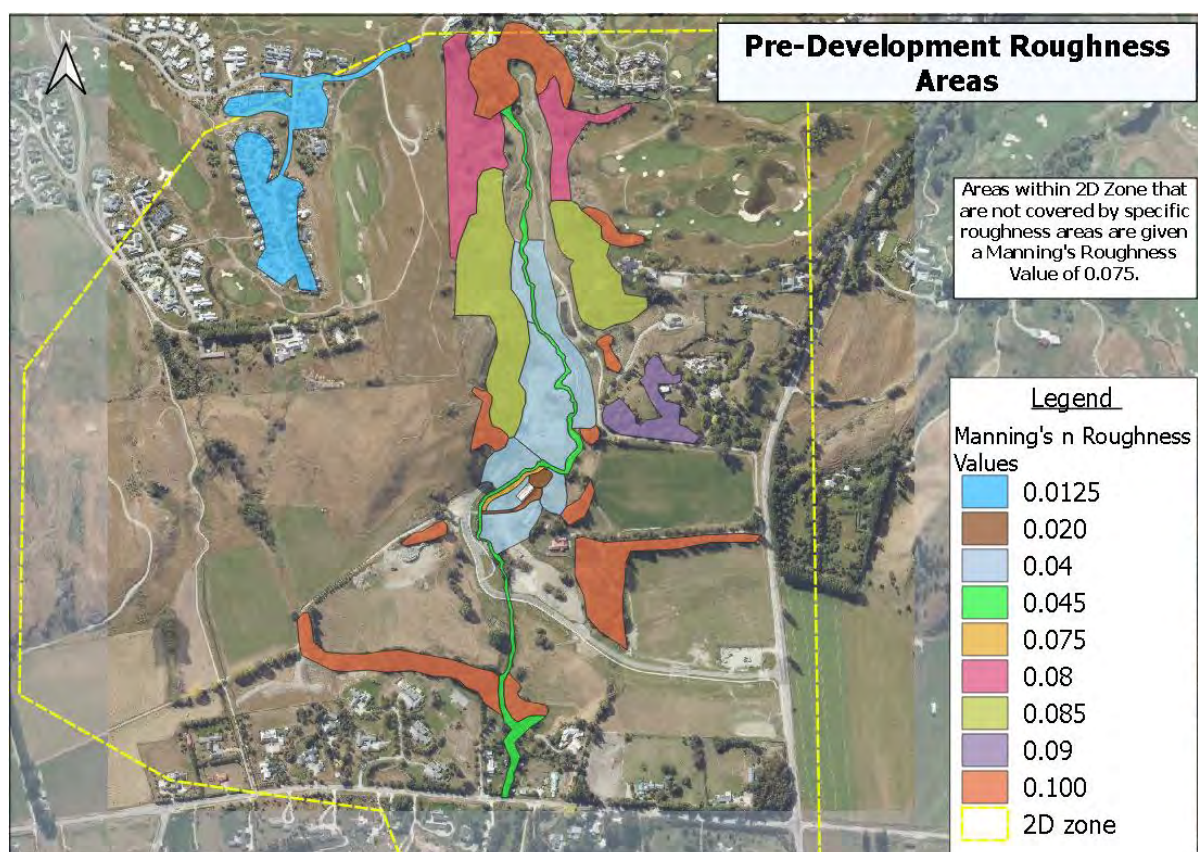 N
Pre-Development Roughness
Areas
Areas within 2D Zone that
are not covered by specific
roughness areas are given
a Manning's Roughness
Value of 0.075.
Legend
Manning's n Roughness
Values
0.0125
0.020
0.04
0.045
0.075
0.08
0.085
0.09
0.100
2D zone